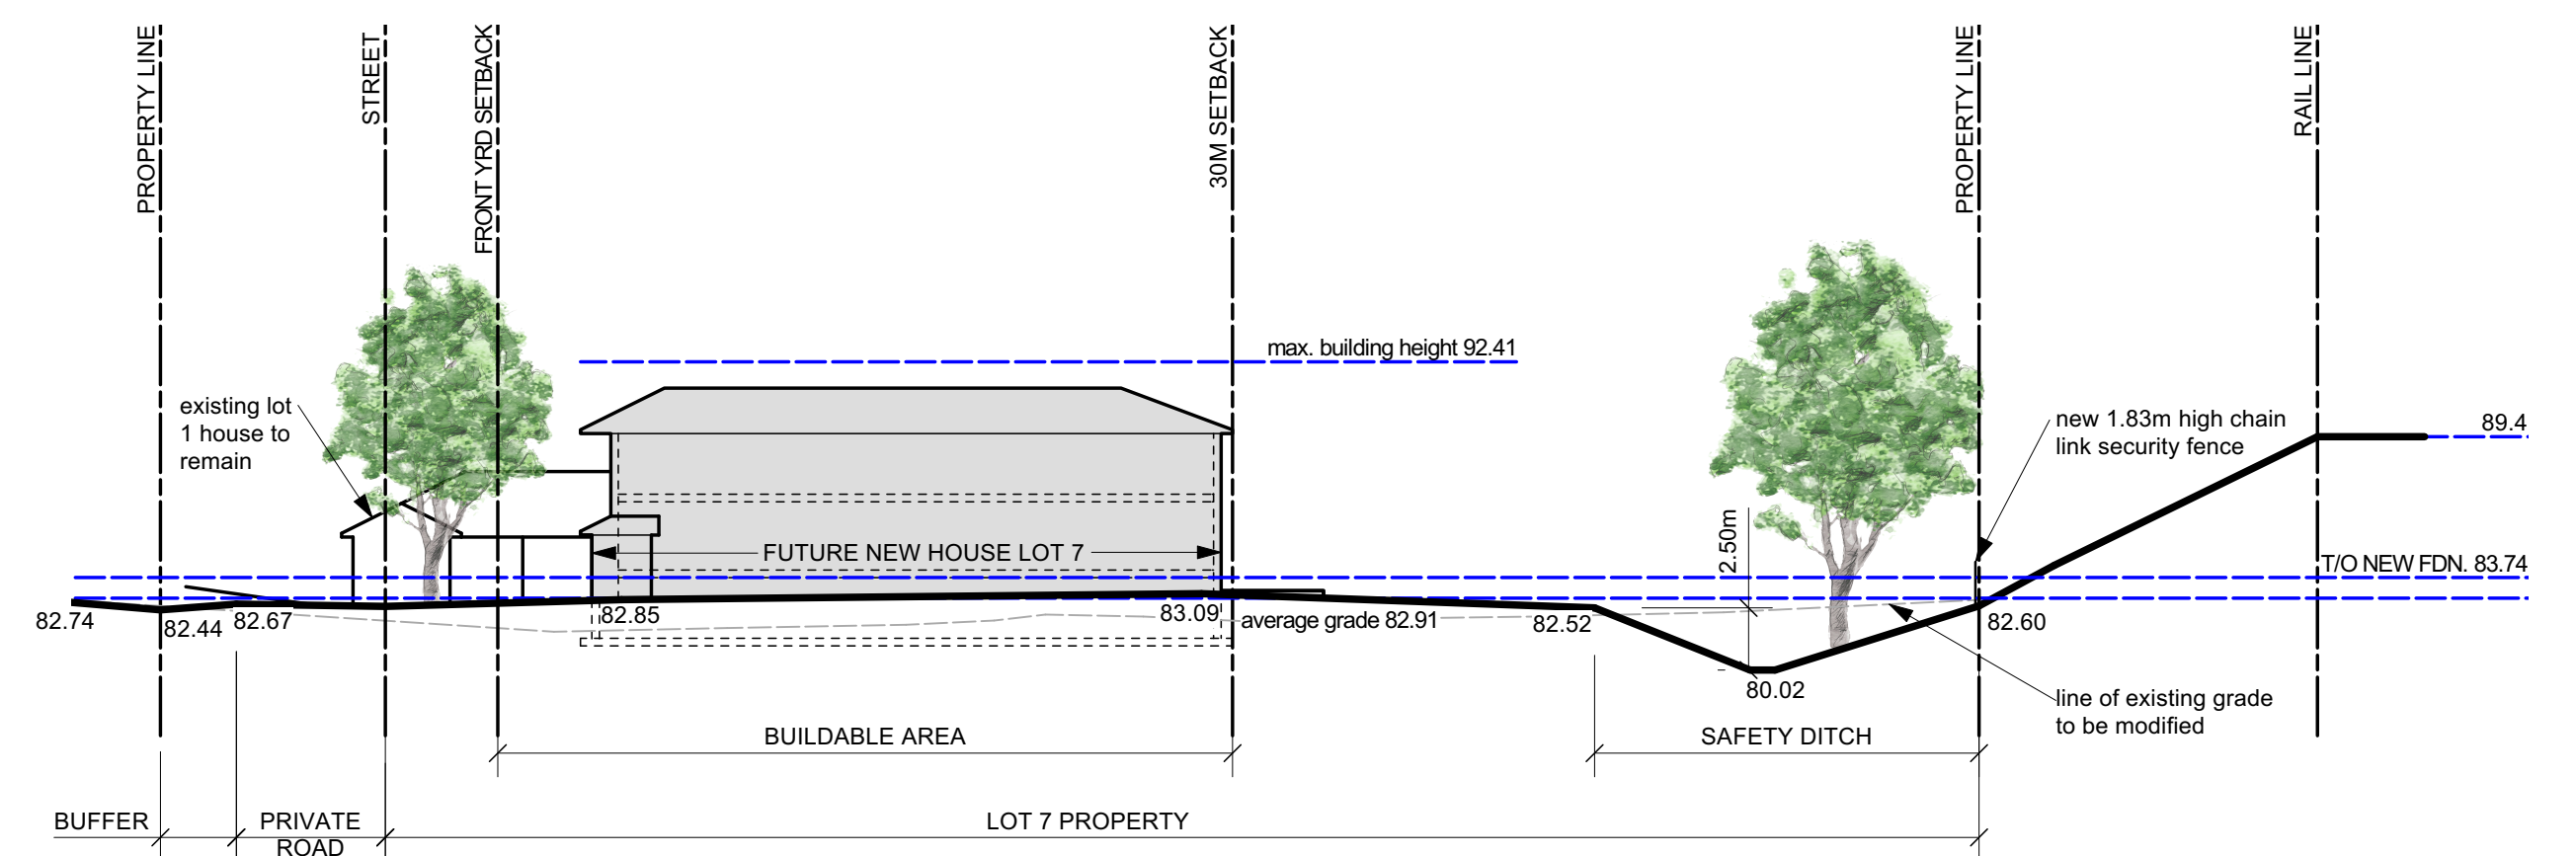 PROPERTY LINE
STREET
FRONT YRD SETBACK
30M SETBACK
PROPERTY LINE
RAIL LINE
max. building height 92.41
existing lot
1 house to
remain
new 1.83m high chain
link security fence
89.4
2.50m
FUTURE NEW HOUSE LOT 7
T/O NEW FDN. 83.74
82.74
82.44
82.67
82.85
83.09
average grade 82.91
82.52
82.60
80.02
line of existing grade
to be modified
BUILDABLE AREA
SAFETY DITCH
BUFFER
PRIVATE
ROAD
LOT 7 PROPERTY